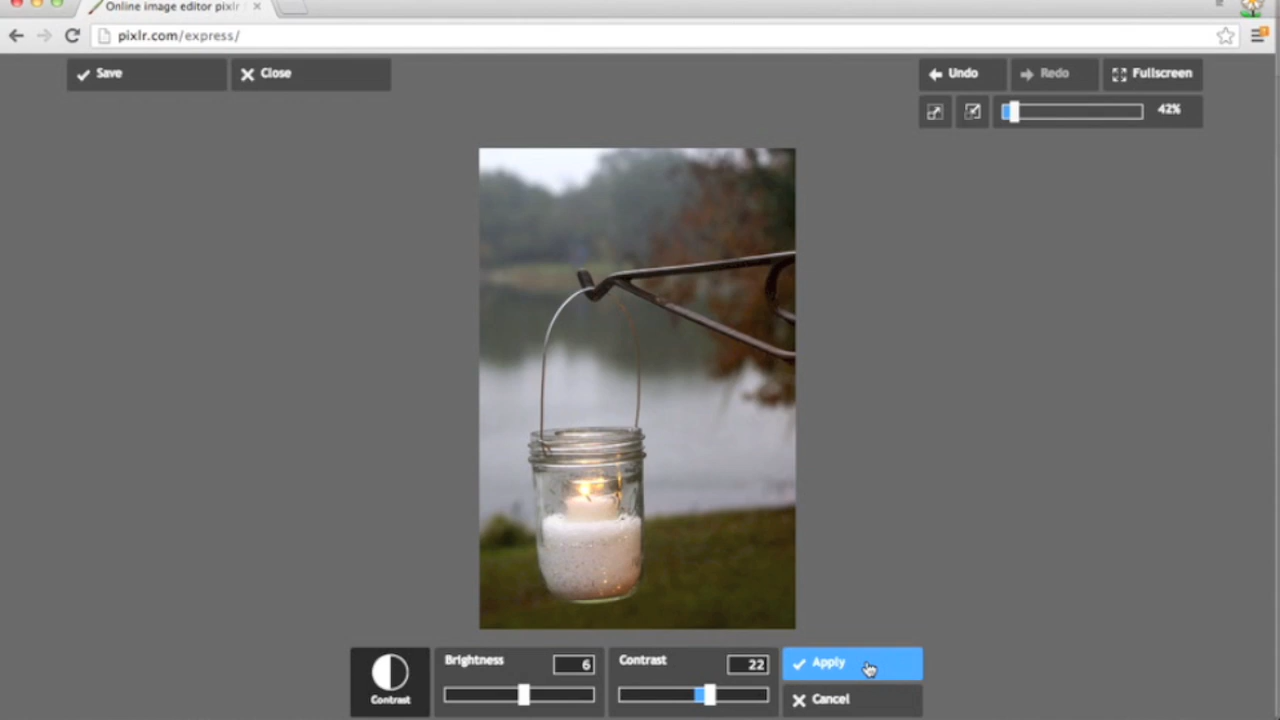 Online image editor pixlr
pixlr.com/express/
Save
Close
Undo
Redo
Fullscreen
42%
Brightness
6
Contrast
22
Apply
Contrast
Cancel